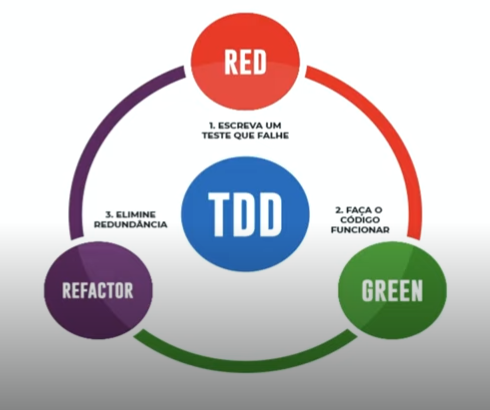 RED
1. ESCREVA UM
TESTE QUE FALHE
TDD
3. ELIMINE
REDUNDÂNCIA
2. FAÇA O
CÓDIGO
FUNCIONAR
REFACTOR
GREEN